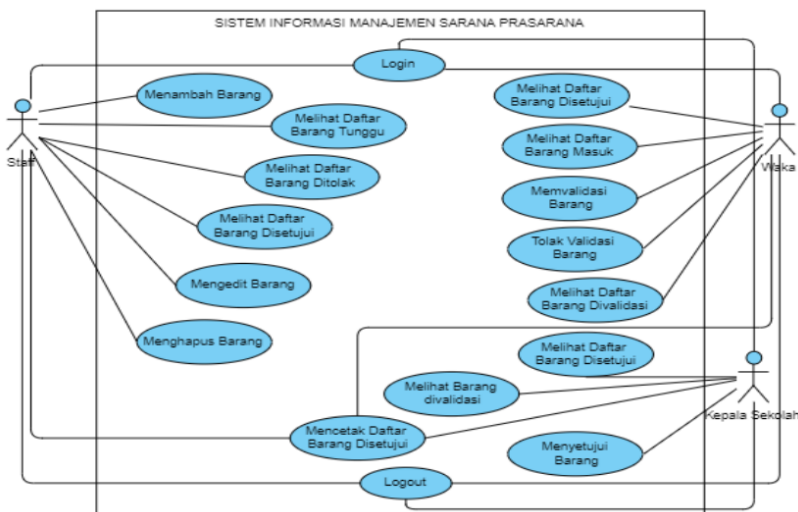 SISTEM INFORMASI MANAJEMEN SARANA PRASARANA
Login
Menambah Barang
Melihat Daftar
Barang Tunggu
Melihat Daftar
Barang Ditolak
Melihat Daftar
Barang Disetujui
Mengedit Barang
Menghapus Barang
Staff
Melihat Daftar
Barang Disetujui
Melihat Daftar
Barang Masuk
Memvalidasi
Barang
Tolak Validasi
Barang
Melihat Daftar
Barang Divalidasi
Waka
Melihat Daftar
Barang Disetujui
Melihat Barang
divalidasi
Mencetak Daftar
Barang Disetujui
Menyetujui
Barang
Kepala Sekolah
Logout